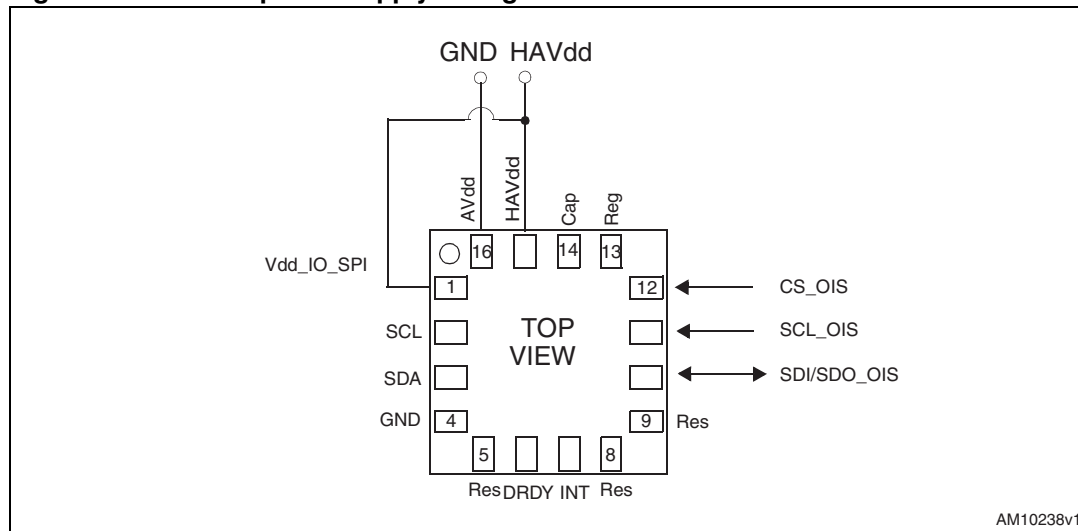 GND HAVdd
AVdd
HAVdd
Cap
Reg
16
14
13
Vdd_IO_SPI
1
12
CS_OIS
SCL
TOP
VIEW
SCL_OIS
SDA
SDI/SDO_OIS
GND
4
9
Res
5
8
Res DRDY INT Res
AM10238v1